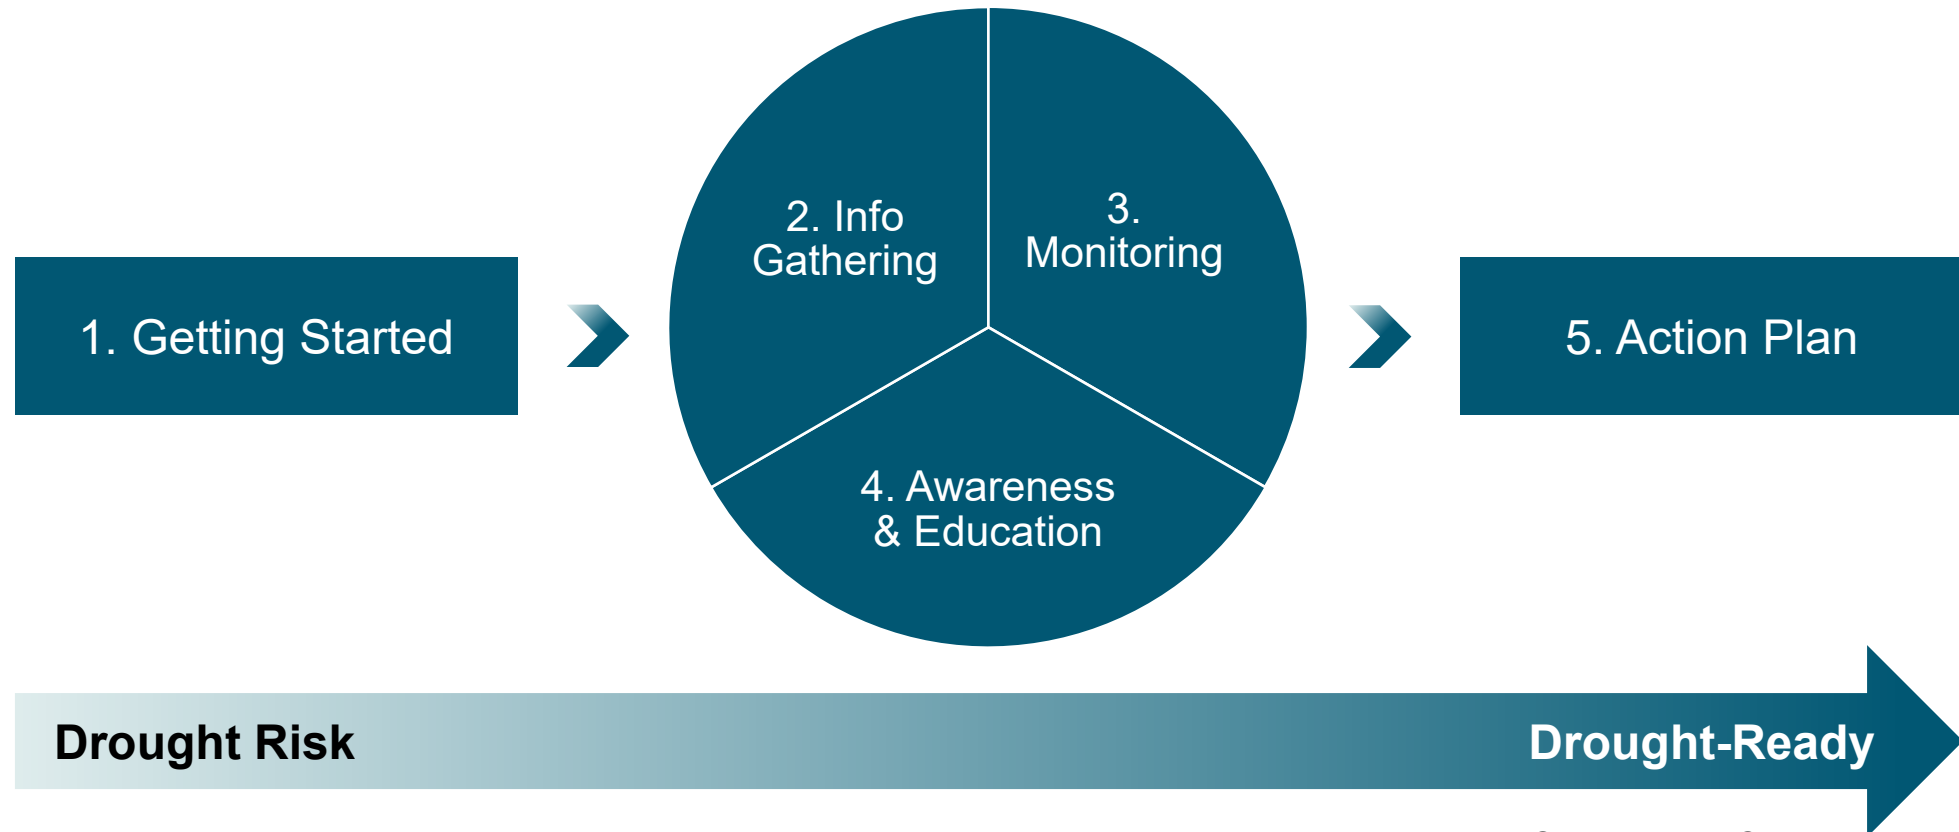 1. Getting Started
2. Info
Gathering
3.
Monitoring
4. Awareness
& Education
5. Action Plan
Drought Risk
Drought-Ready